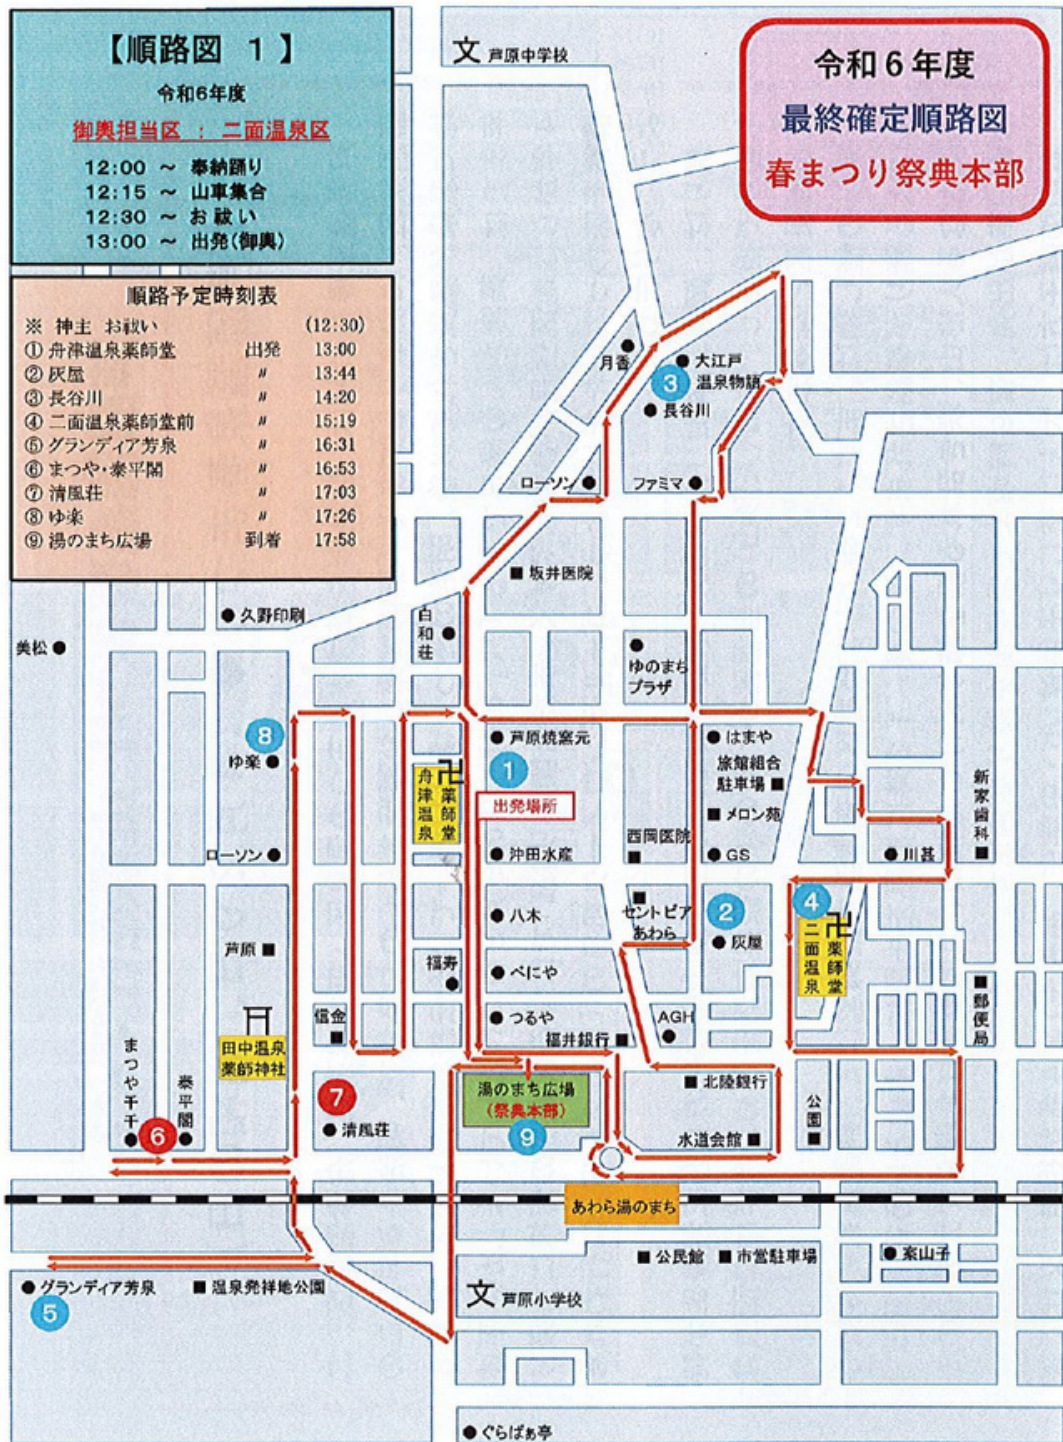 【順路図 1】
令和6年度
御輿担当区 : 二面温泉区
12:00 ～ 奉納踊り
12:15 ～ 山車集合
12:30 ～ お祓い
13:00 ～ 出発(御輿)
令和6年度
最終確定順路図
春まつり祭典本部
順路予定時刻表
※ 神主 お祓い (12:30)
① 舟津温泉薬師堂 出発 13:00
② 灰屋 〃 13:44
③ 長谷川 〃 14:20
④ 二面温泉薬師堂前 〃 15:19
⑤ グランディア芳泉 〃 16:31
⑥ まつや・泰平閣 〃 16:53
⑦ 清風荘 〃 17:03
⑧ ゆ楽 〃 17:26
⑨ 湯のまち広場 到着 17:58
文 芦原中学校
月香
大江戸
温泉物語
3
長谷川
ローソン
ファミマ
坂井医院
久野印刷
白和荘
美松
ゆのまち
プラザ
8
ゆ楽
芦原焼窯元
はまや
1
旅館組合
駐車場
舟津温泉
薬師堂
出発場所
メロン苑
新家歯科
西岡医院
ローソン
沖田水産
GS
川甚
セントピア
あわら
2
4
八木
灰屋
二面温泉
薬師堂
芦原
福寿
べにや
郵便局
信金
つるや
AGH
福井銀行
田中温泉
薬師神社
まつや千千
泰平閣
湯のまち広場
(祭典本部)
北陸銀行
公園
7
清風荘
6
9
水道会館
あわら湯のまち
公民館
市営駐車場
案山子
グランディア芳泉
温泉発祥地公園
5
文 芦原小学校
ぐらばぁ亭